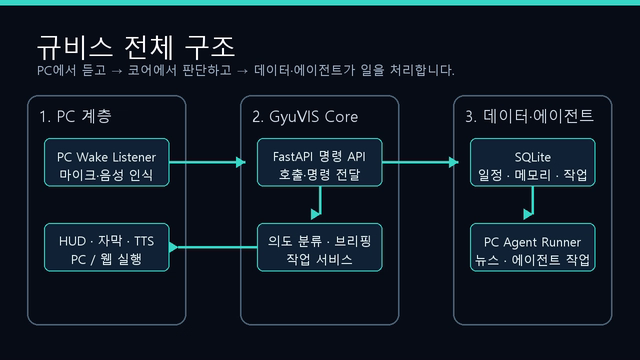 규비스 전체 구조
PC에서 듣고 → 코어에서 판단하고 → 데이터·에이전트가 일을 처리합니다.
1. PC 계층
PC Wake Listener
마이크·음성 인식
HUD · 자막 · TTS
PC / 웹 실행
2. GyuVIS Core
FastAPI 명령 API
호출·명령 전달
의도 분류 · 브리핑
작업 서비스
3. 데이터·에이전트
SQLite
일정 · 메모리 · 작업
PC Agent Runner
뉴스 · 에이전트 작업